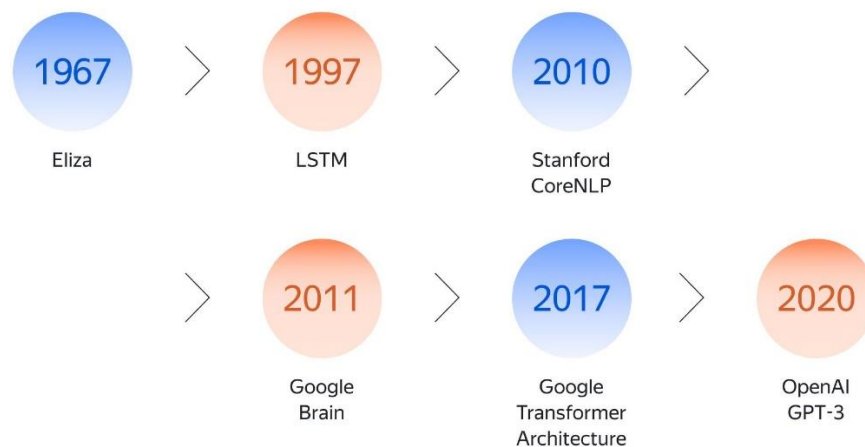 1967
1997
2010
Eliza
LSTM
Stanford
CoreNLP
2011
2017
2020
Google
Brain
Google
Transformer
Architecture
OpenAI
GPT-3